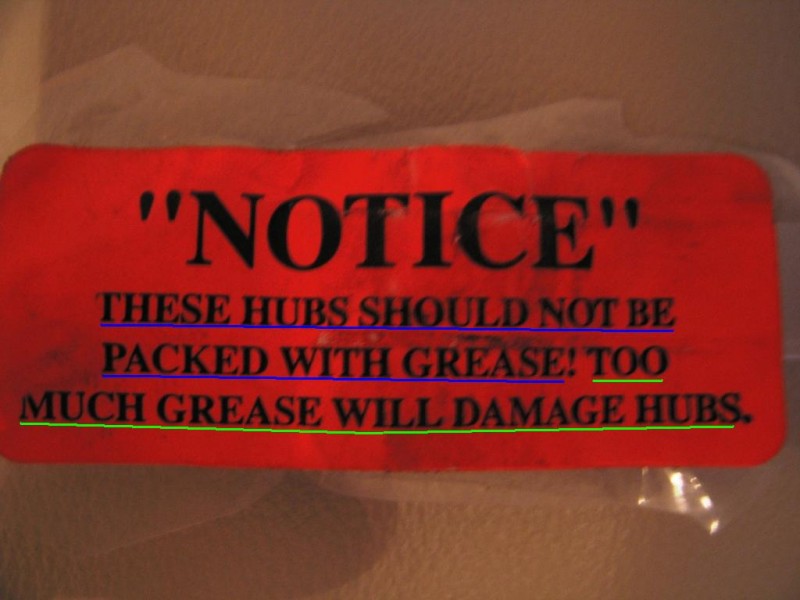 "NOTICE"
THESE HUBS SHOULD NOT BE
PACKED WITH GREASE! TOO
MUCH GREASE WILL DAMAGE HUBS.